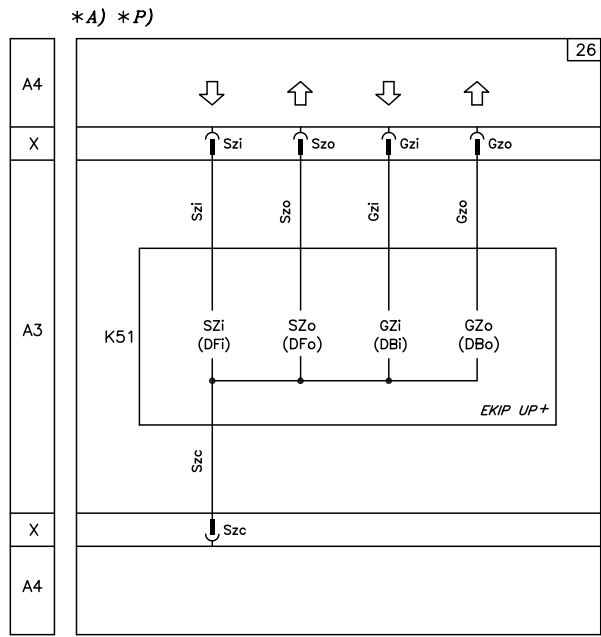 *A) *P)
26
A4
X
Szi Szo Gzi Gzo
Szi Szo Gzi Gzo
A3
K51
SZi SZo GZi GZo
(DFi) (DFo) (DBi) (DBo)
EKIP UP+
Szc
X
Szc
A4